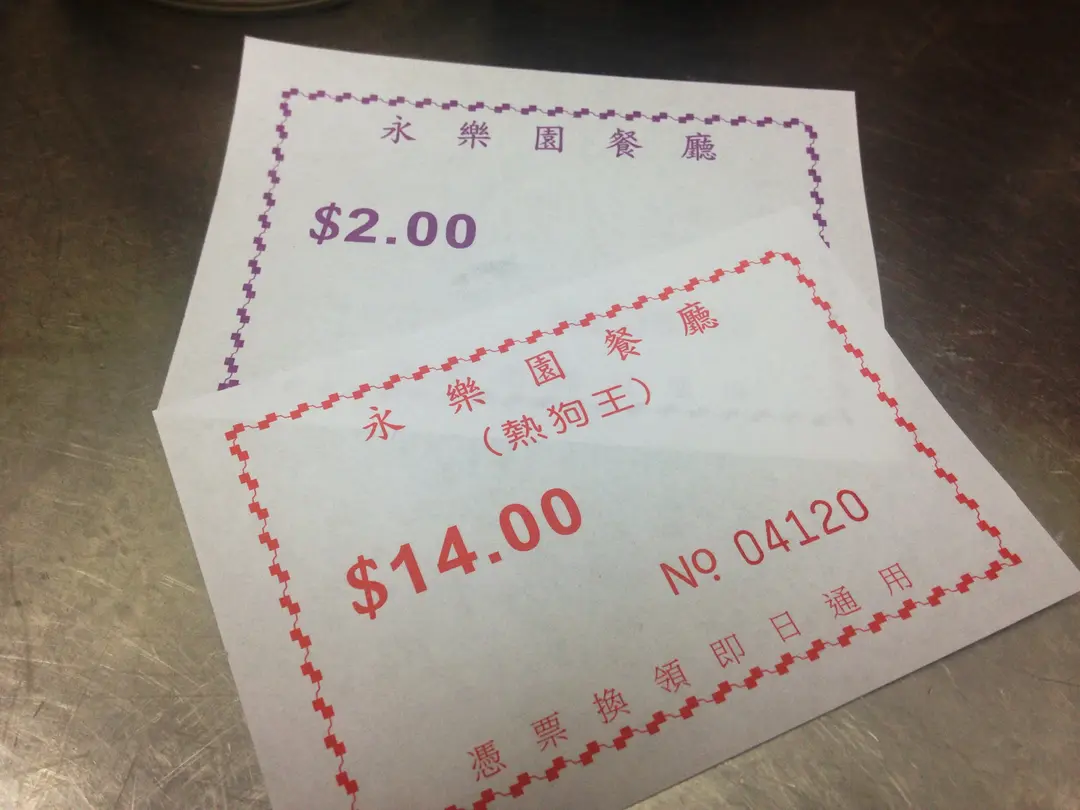 永樂園餐廳
$2.00
永樂園餐廳
(熱狗王)
$14.00
Nº 04120
憑票換領即日通用